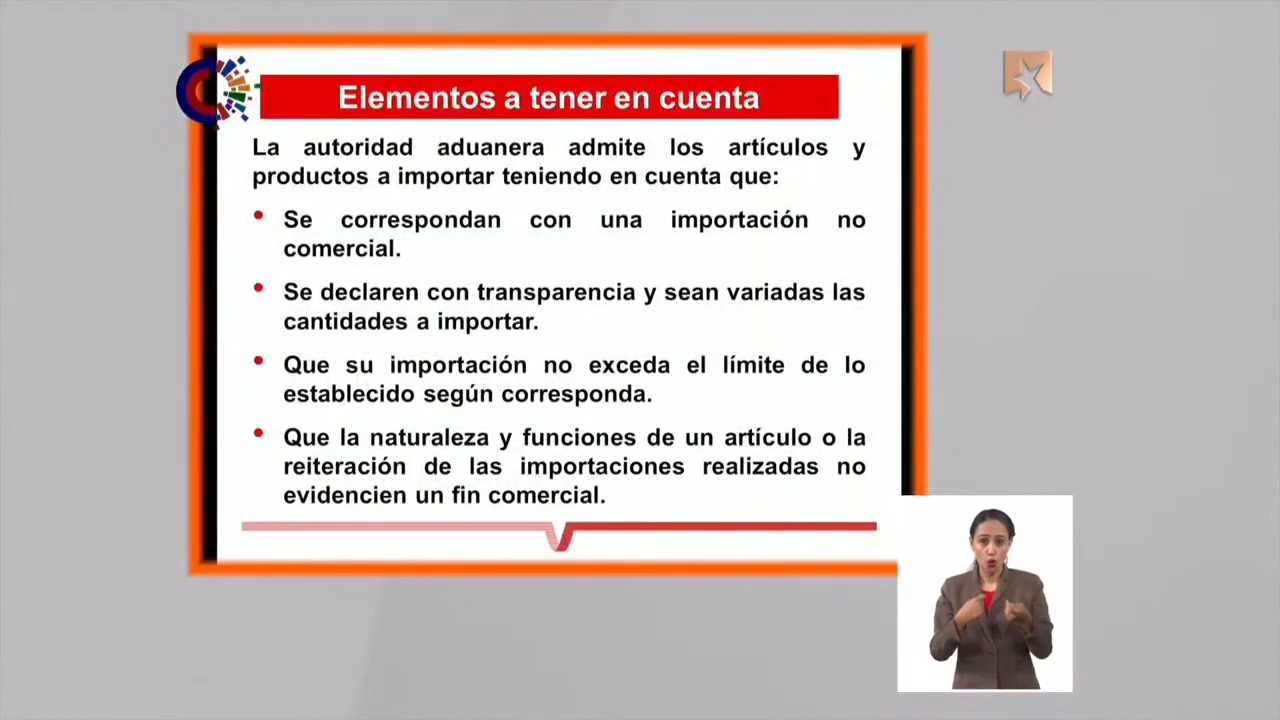 Elementos a tener en cuenta
La autoridad aduanera admite los artículos y
productos a importar teniendo en cuenta que:
• Se correspondan con una importación no
comercial.
• Se declaren con transparencia y sean variadas las
cantidades a importar.
• Que su importación no exceda el límite de lo
establecido según corresponda.
• Que la naturaleza y funciones de un artículo o la
reiteración de las importaciones realizadas no
evidencien un fin comercial.